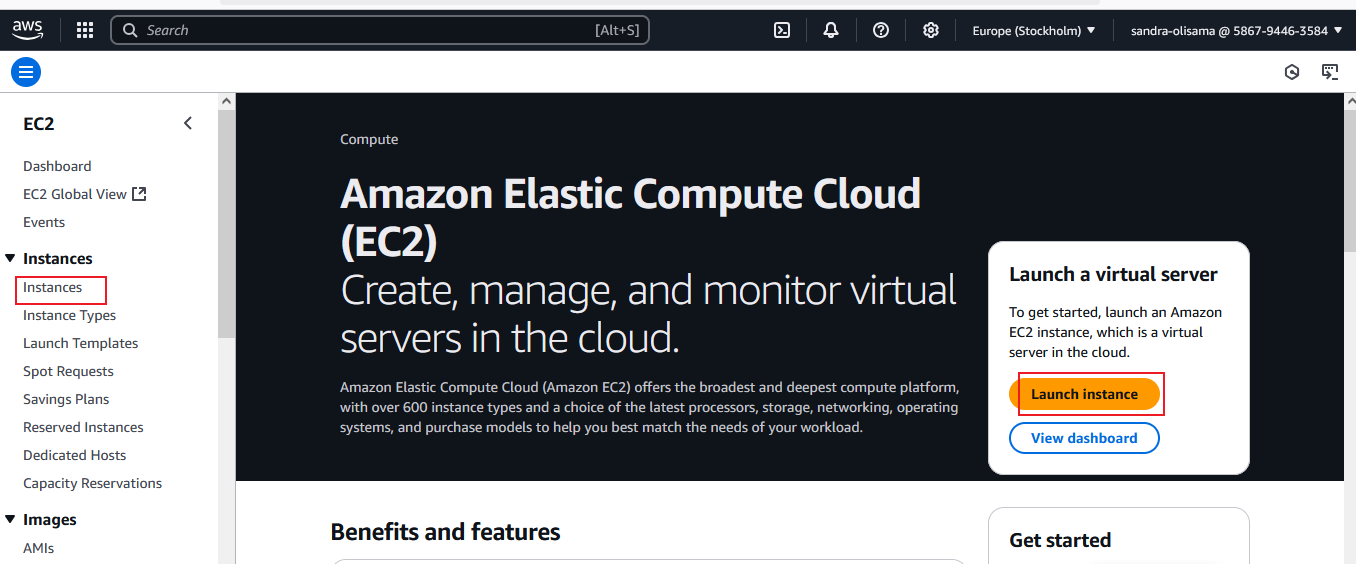 aws
Search
[Alt+S]
Europe (Stockholm)
sandra-olisama @ 5867-9446-3584
EC2
Dashboard
EC2 Global View
Events
Instances
Instances
Instance Types
Launch Templates
Spot Requests
Savings Plans
Reserved Instances
Dedicated Hosts
Capacity Reservations
Images
AMIs
Compute
Amazon Elastic Compute Cloud
(EC2)
Create, manage, and monitor virtual
servers in the cloud.
Amazon Elastic Compute Cloud (Amazon EC2) offers the broadest and deepest compute platform,
with over 600 instance types and a choice of the latest processors, storage, networking, operating
systems, and purchase models to help you best match the needs of your workload.
Launch a virtual server
To get started, launch an Amazon
EC2 instance, which is a virtual
server in the cloud.
Launch instance
View dashboard
Benefits and features
Get started